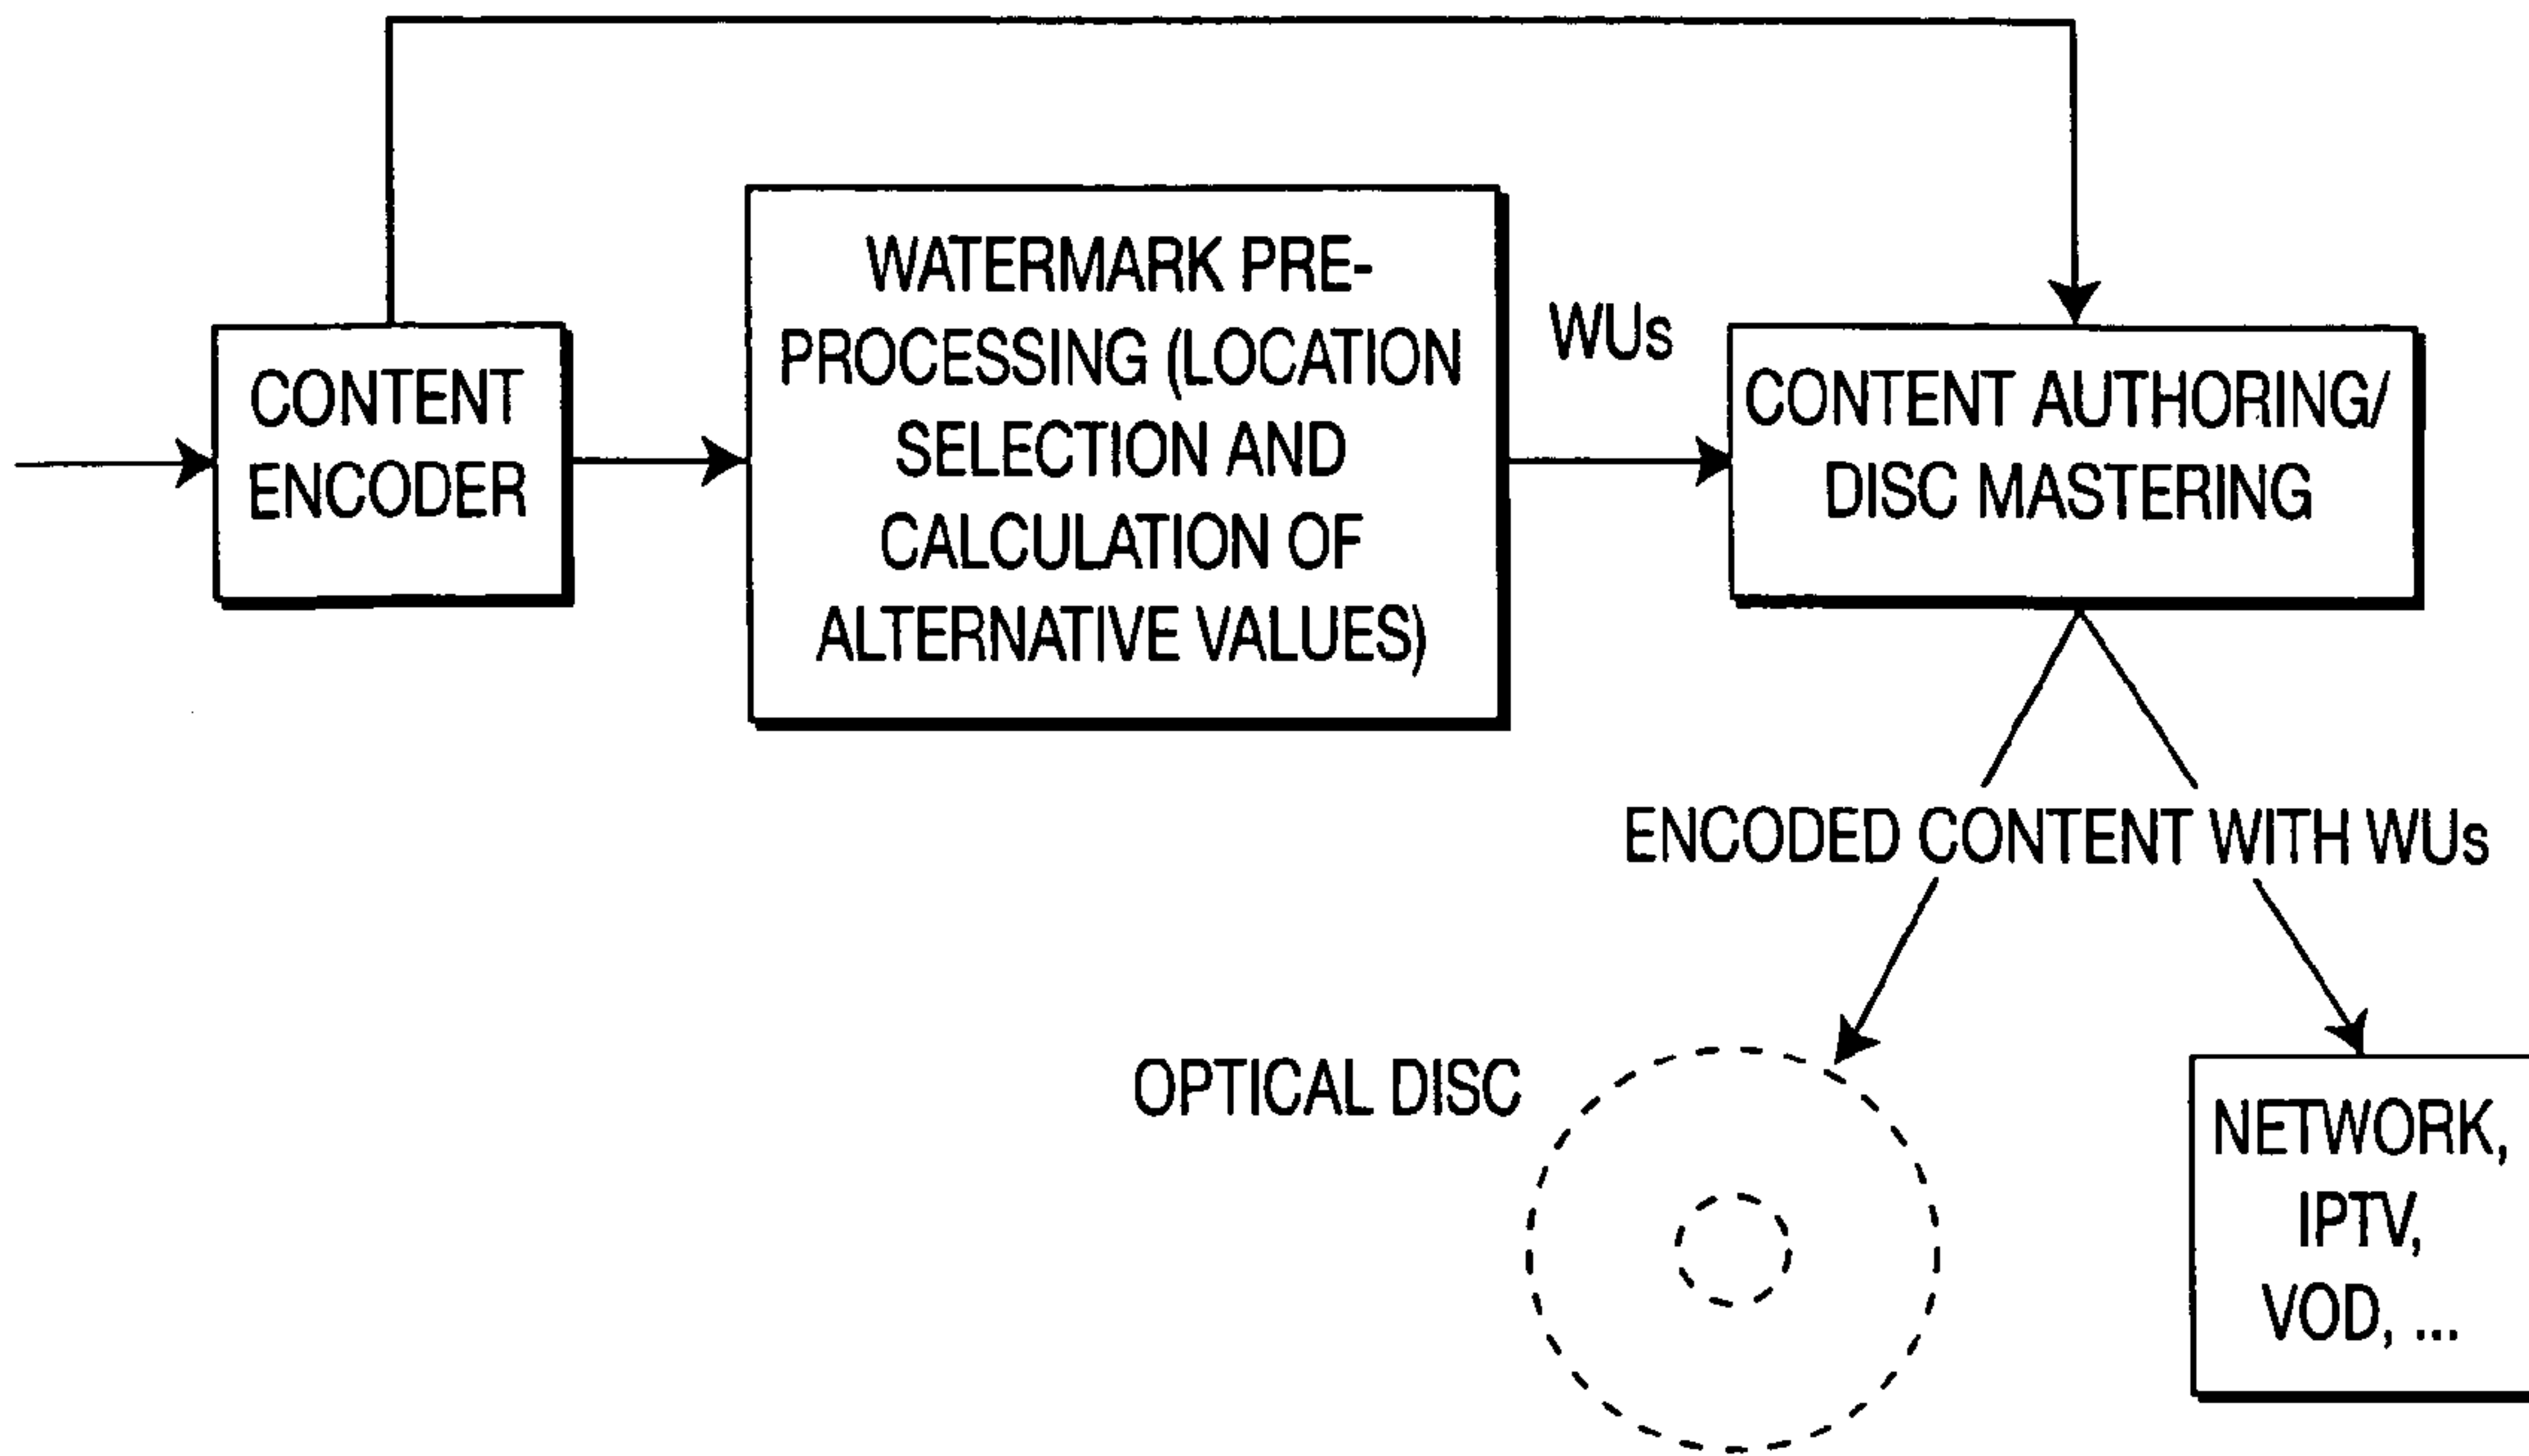 CONTENT
ENCODER
WATERMARK PRE-
PROCESSING (LOCATION
SELECTION AND
CALCULATION OF
ALTERNATIVE VALUES)
WUs
CONTENT AUTHORING/
DISC MASTERING
ENCODED CONTENT WITH WUs
OPTICAL DISC
NETWORK,
IPTV,
VOD, ...